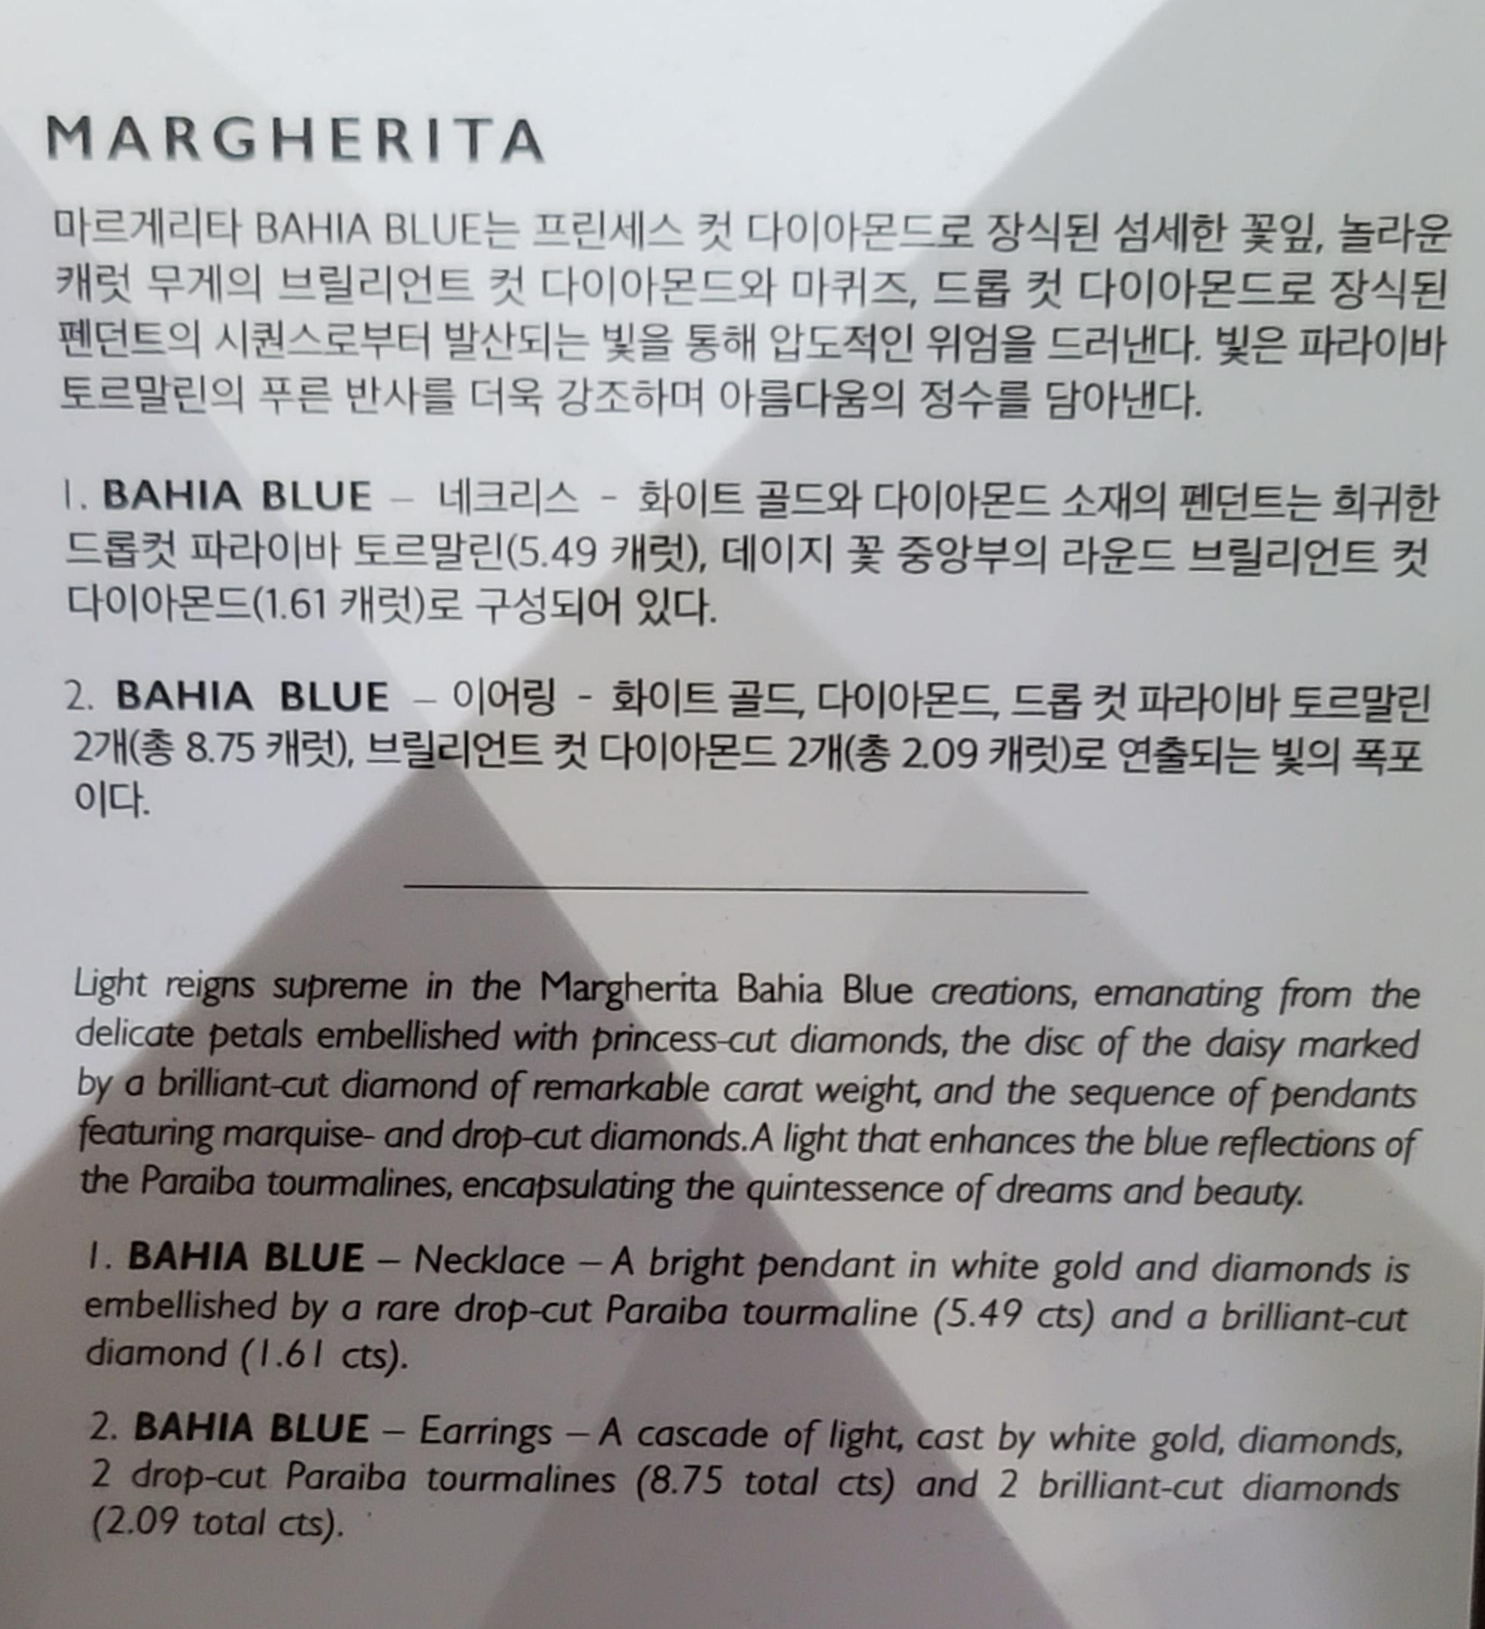 MARGHERITA
마르게리타 BAHIA BLUE는 프린세스 컷 다이아몬드로 장식된 섬세한 꽃잎, 놀라운
캐럿 무게의 브릴리언트 컷 다이아몬드와 마퀴즈, 드롭 컷 다이아몬드로 장식된
펜던트의 시퀀스로부터 발산되는 빛을 통해 압도적인 위엄을 드러낸다. 빛은 파라이바
토르말린의 푸른 반사를 더욱 강조하며 아름다움의 정수를 담아낸다.
1. BAHIA BLUE – 네크리스 - 화이트 골드와 다이아몬드 소재의 펜던트는 희귀한
드롭컷 파라이바 토르말린(5.49 캐럿), 데이지 꽃 중앙부의 라운드 브릴리언트 컷
다이아몬드(1.61 캐럿)로 구성되어 있다.
2. BAHIA BLUE – 이어링 - 화이트 골드, 다이아몬드, 드롭 컷 파라이바 토르말린
2개(총 8.75 캐럿), 브릴리언트 컷 다이아몬드 2개(총 2.09 캐럿)로 연출되는 빛의 폭포
이다.
Light reigns supreme in the Margherita Bahia Blue creations, emanating from the
delicate petals embellished with princess-cut diamonds, the disc of the daisy marked
by a brilliant-cut diamond of remarkable carat weight, and the sequence of pendants
featuring marquise- and drop-cut diamonds.A light that enhances the blue reflections of
the Paraiba tourmalines, encapsulating the quintessence of dreams and beauty.
1. BAHIA BLUE – Necklace – A bright pendant in white gold and diamonds is
embellished by a rare drop-cut Paraiba tourmaline (5.49 cts) and a brilliant-cut
diamond (1.61 cts).
2. BAHIA BLUE – Earrings – A cascade of light, cast by white gold, diamonds,
2 drop-cut Paraiba tourmalines (8.75 total cts) and 2 brilliant-cut diamonds
(2.09 total cts).